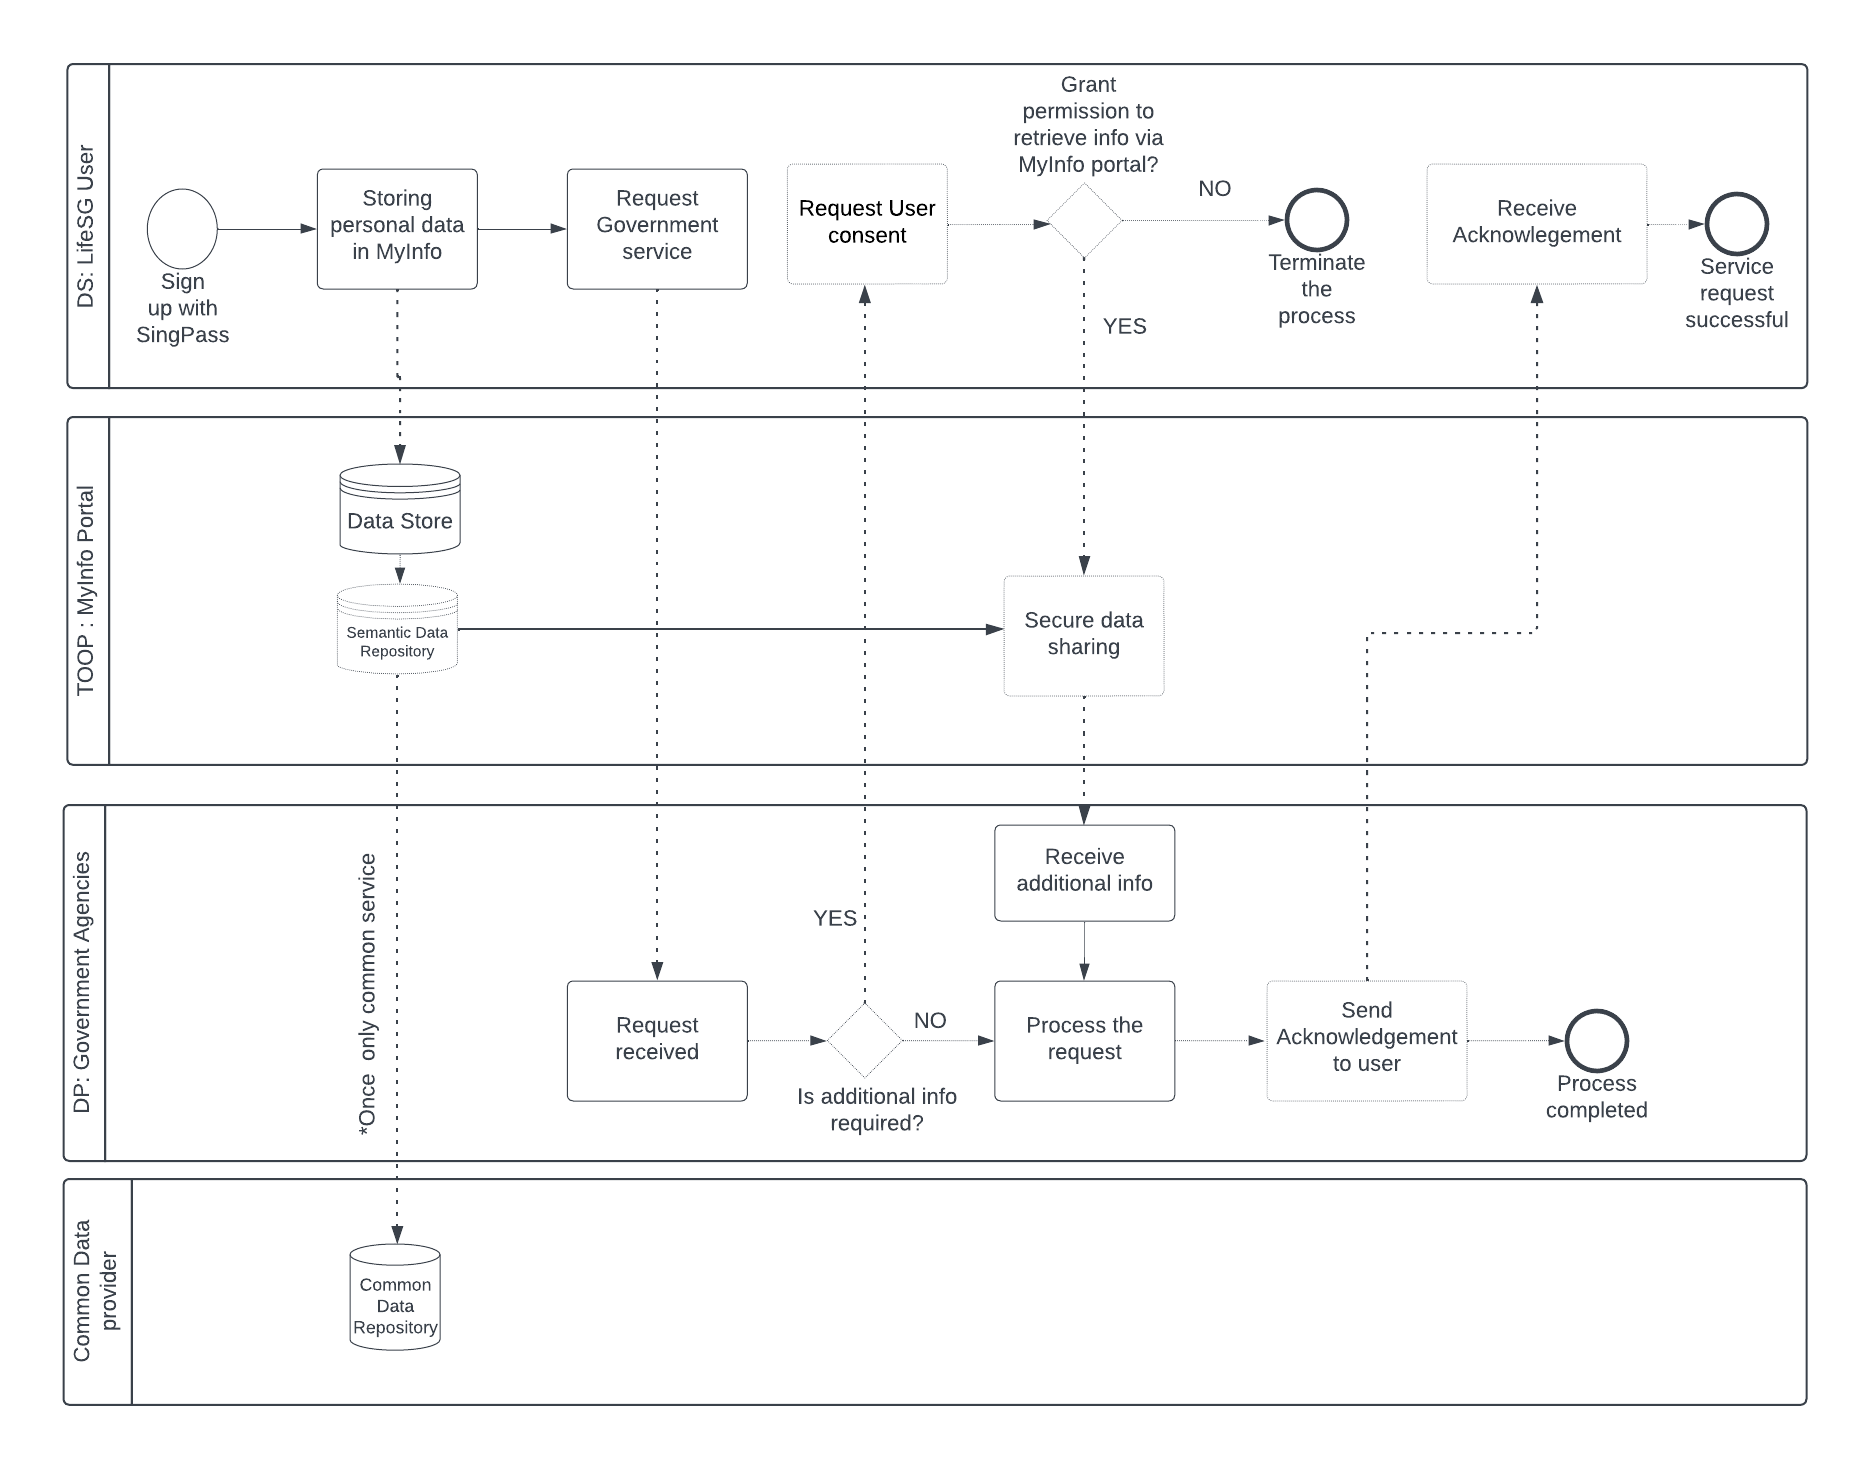 DS: LifeSG User
Sign
up with
SingPass
Storing
personal data
in MyInfo
Request
Government
service
Request User
consent
Grant
permission to
retrieve info via
MyInfo portal?
NO
YES
Terminate
the
process
Receive
Acknowlegement
Service
request
successful
TOOP : MyInfo Portal
Data Store
Semantic Data
Repository
Secure data
sharing
DP: Government Agencies
*Once only common service
Request
received
YES
NO
Is additional info
required?
Receive
additional info
Process the
request
Send
Acknowledgement
to user
Process
completed
Common Data
provider
Common
Data
Repository